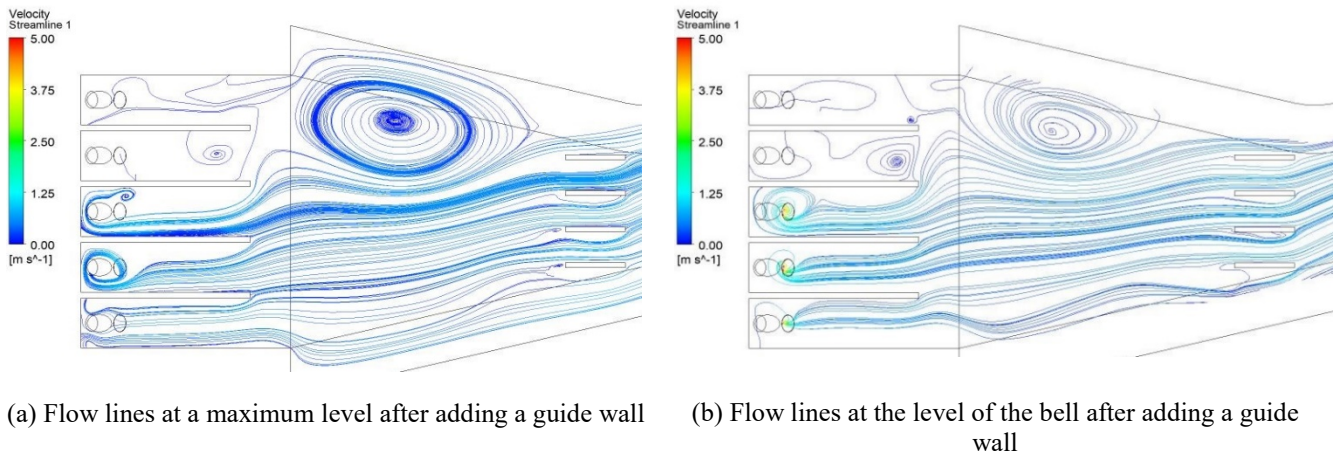 Velocity
Streamline 1
5.00
3.75
2.50
1.25
0.00
[m s^-1]
(a) Flow lines at a maximum level after adding a guide wall
Velocity
Streamline 1
5.00
3.75
2.50
1.25
0.00
[m s^-1]
(b) Flow lines at the level of the bell after adding a guide
wall